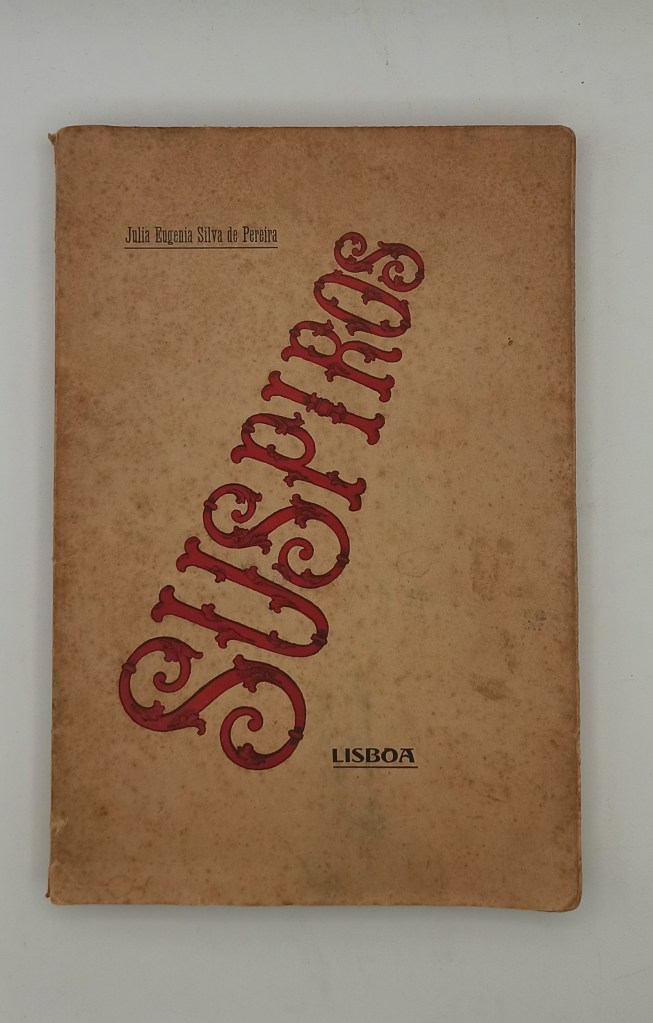 Julia Eugenia Silva de Pereira
SUSPIROS
LISBOA